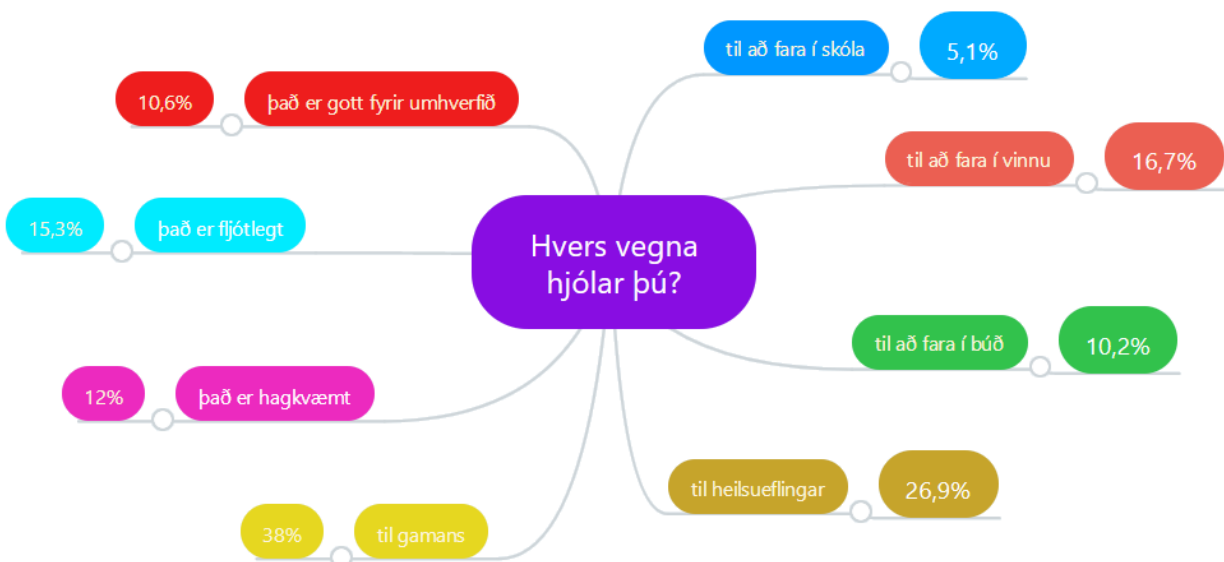 Hvers vegna
hjólar þú?
til að fara í skóla
5,1%
til að fara í vinnu
16,7%
til að fara í búð
10,2%
til heilsueflingar
26,9%
til gamans
38%
það er hagkvæmt
12%
það er fljótlegt
15,3%
það er gott fyrir umhverfið
10,6%